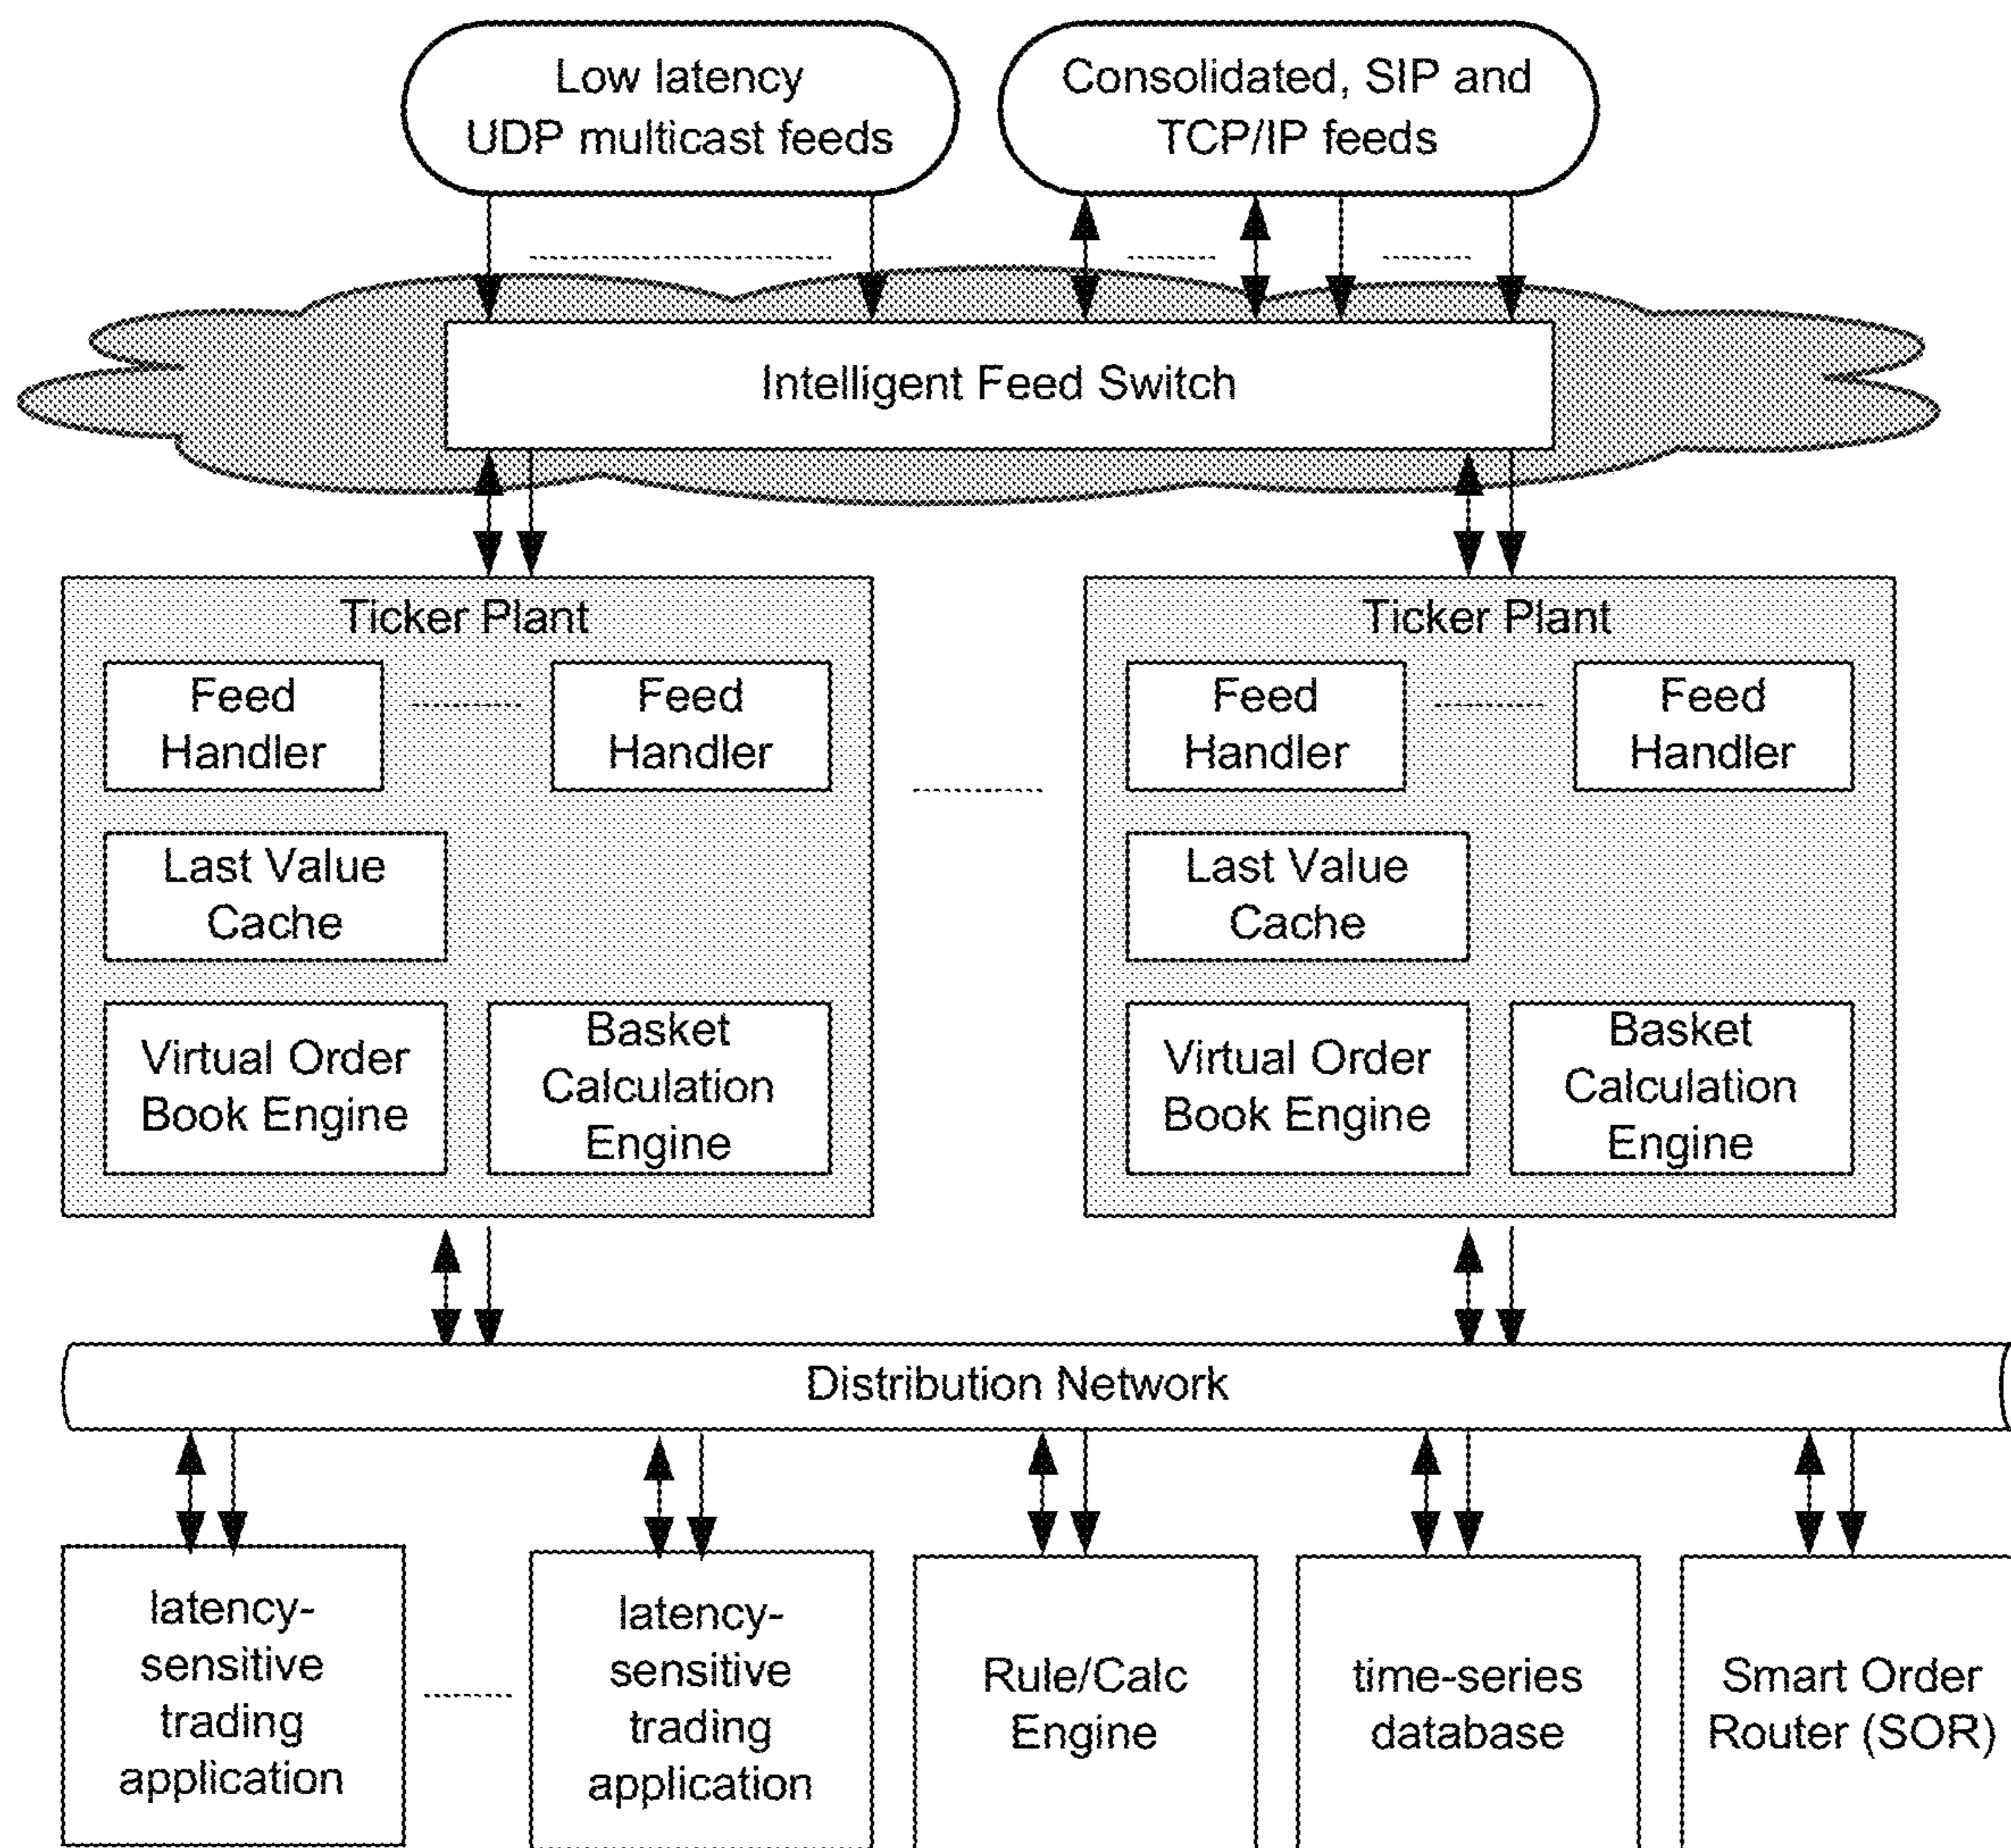 Low latency
UDP multicast feeds
Consolidated, SIP and
TCP/IP feeds
Intelligent Feed Switch
Ticker Plant
Feed
Handler
Feed
Handler
Last Value
Cache
Virtual Order
Book Engine
Basket
Calculation
Engine
Ticker Plant
Feed
Handler
Feed
Handler
Last Value
Cache
Virtual Order
Book Engine
Basket
Calculation
Engine
Distribution Network
latency-
sensitive
trading
application
latency-
sensitive
trading
application
Rule/Calc
Engine
time-series
database
Smart Order
Router (SOR)